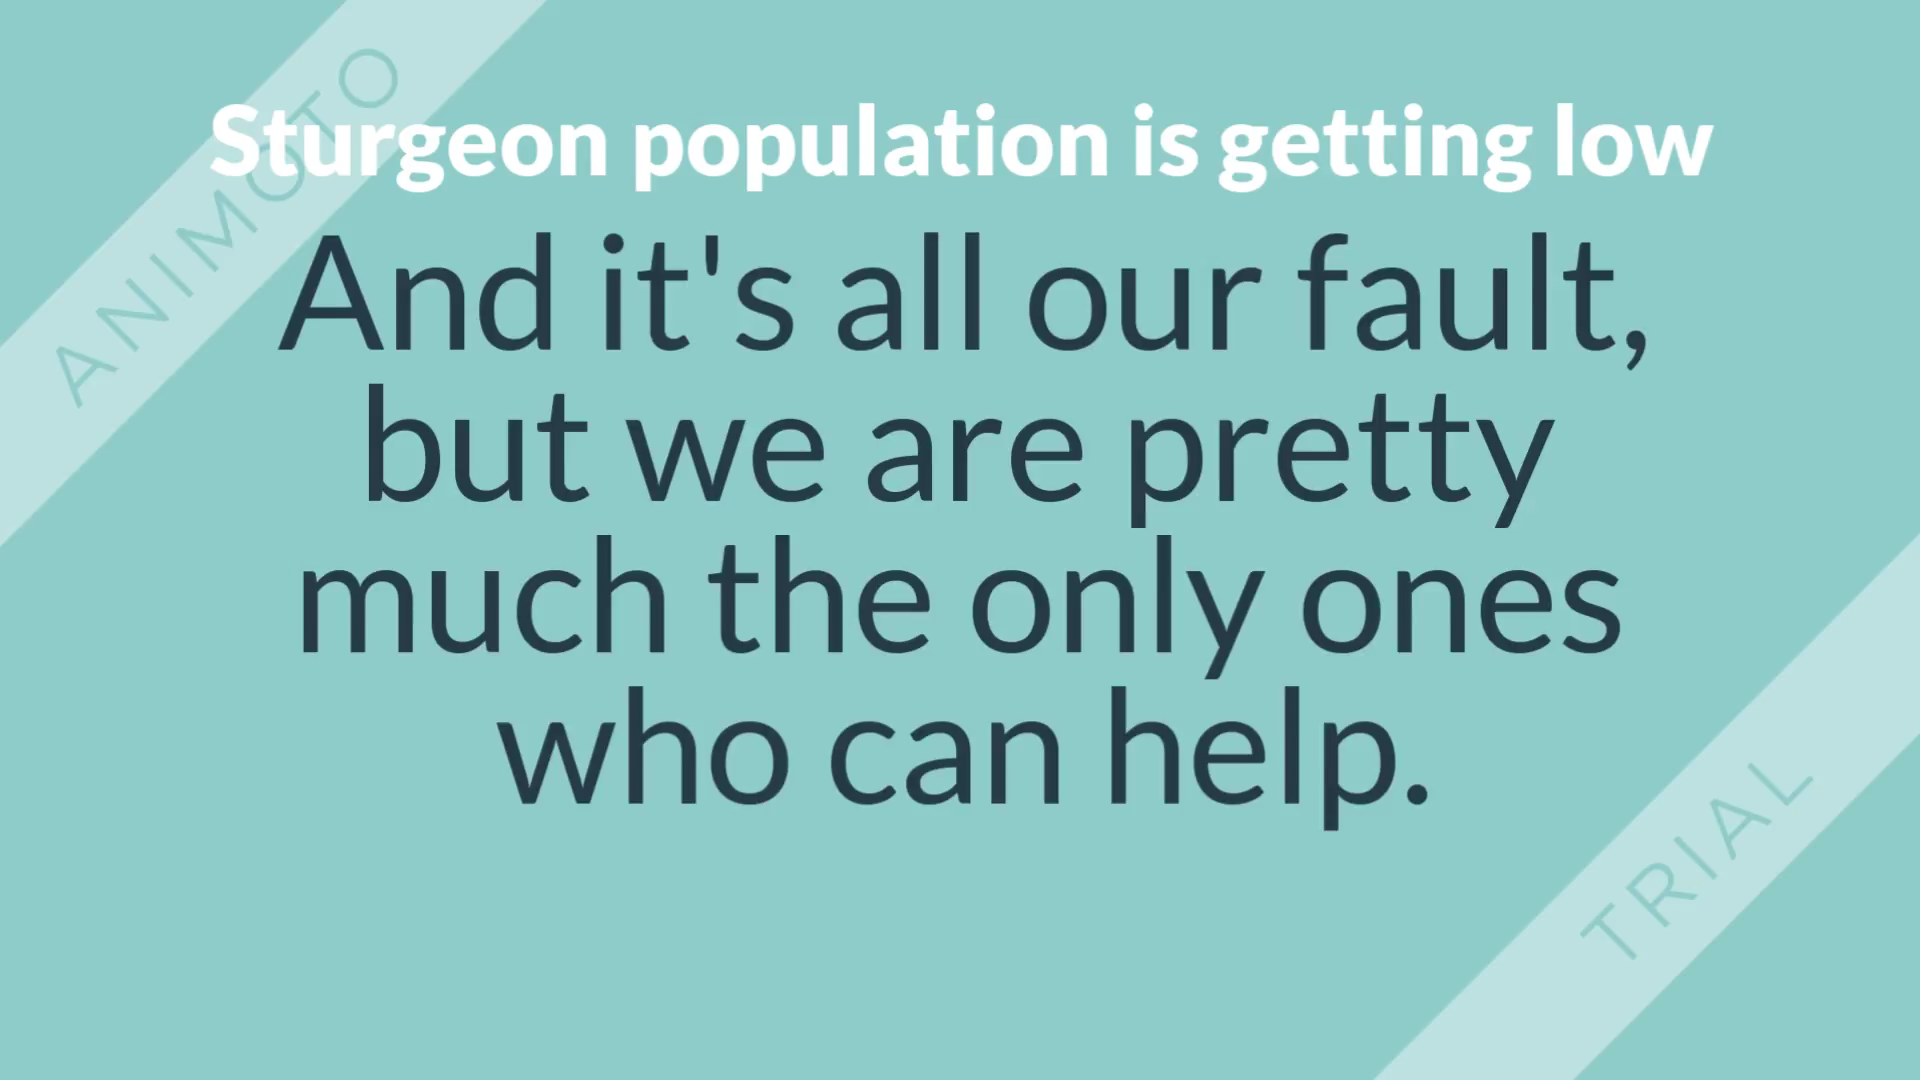 ANIMOTO
Sturgeon population is getting low
And it's all our fault,
but we are pretty
much the only ones
who can help.
TRIAL